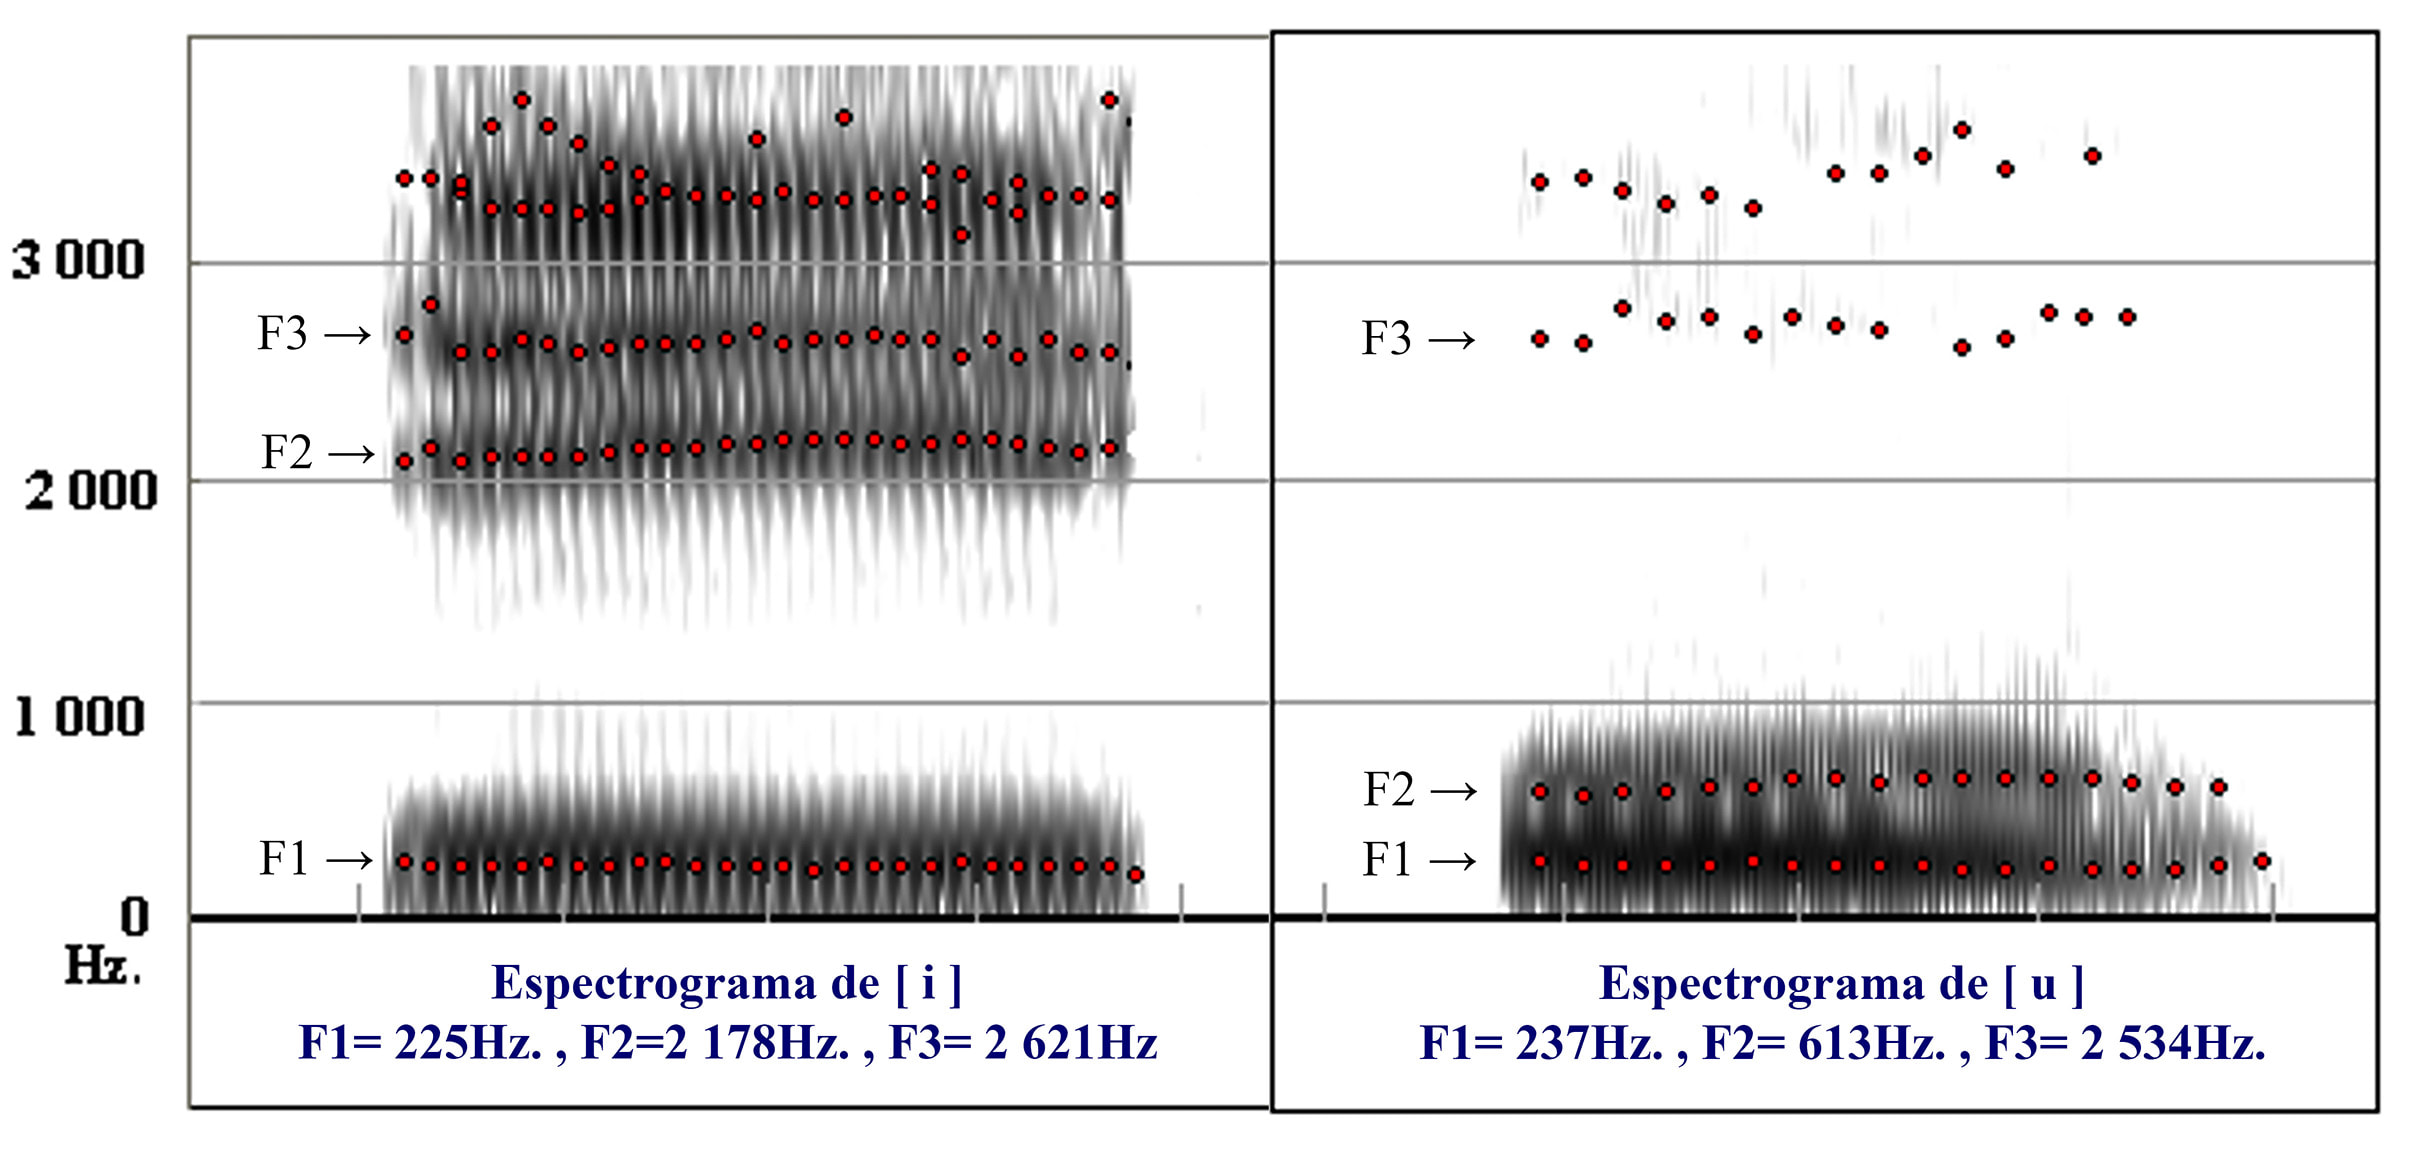 3 000
F3 →
F2 →
2 000
1 000
F1 →
0
Hz.
Espectrograma de [ i ]
F1= 225Hz. , F2=2 178Hz. , F3= 2 621Hz
F3 →
F2 →
F1 →
Espectrograma de [ u ]
F1= 237Hz. , F2= 613Hz. , F3= 2 534Hz.